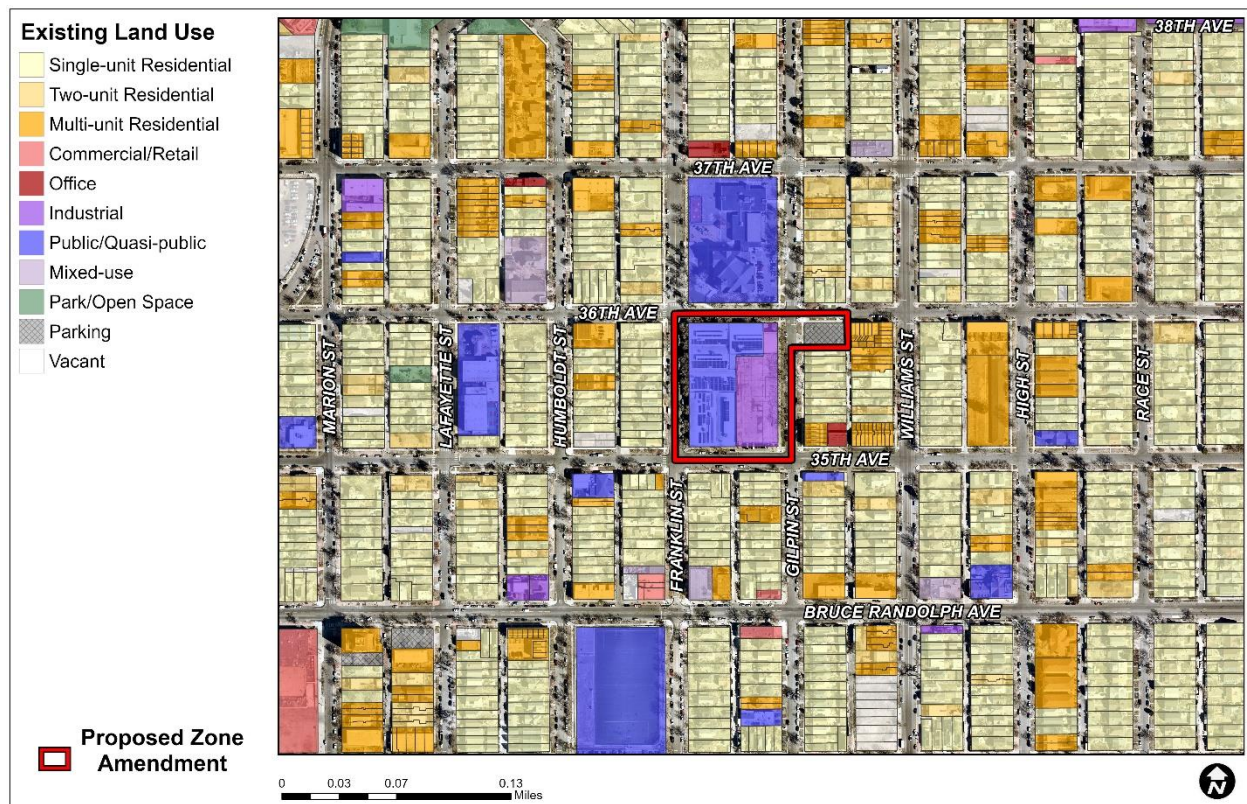 Existing Land Use
Single-unit Residential
Two-unit Residential
Multi-unit Residential
Commercial/Retail
Office
Industrial
Public/Quasi-public
Mixed-use
Park/Open Space
Parking
Vacant
38TH AVE
37TH AVE
36TH AVE
MARION ST
LAFAYETTE ST
HUMBOLDT ST
WILLIAMS ST
HIGH ST
RACE ST
35TH AVE
FRANKLIN ST
GILPIN ST
BRUCE RANDOLPH AVE
Proposed Zone
Amendment
0 0.03 0.07 0.13
Miles
N